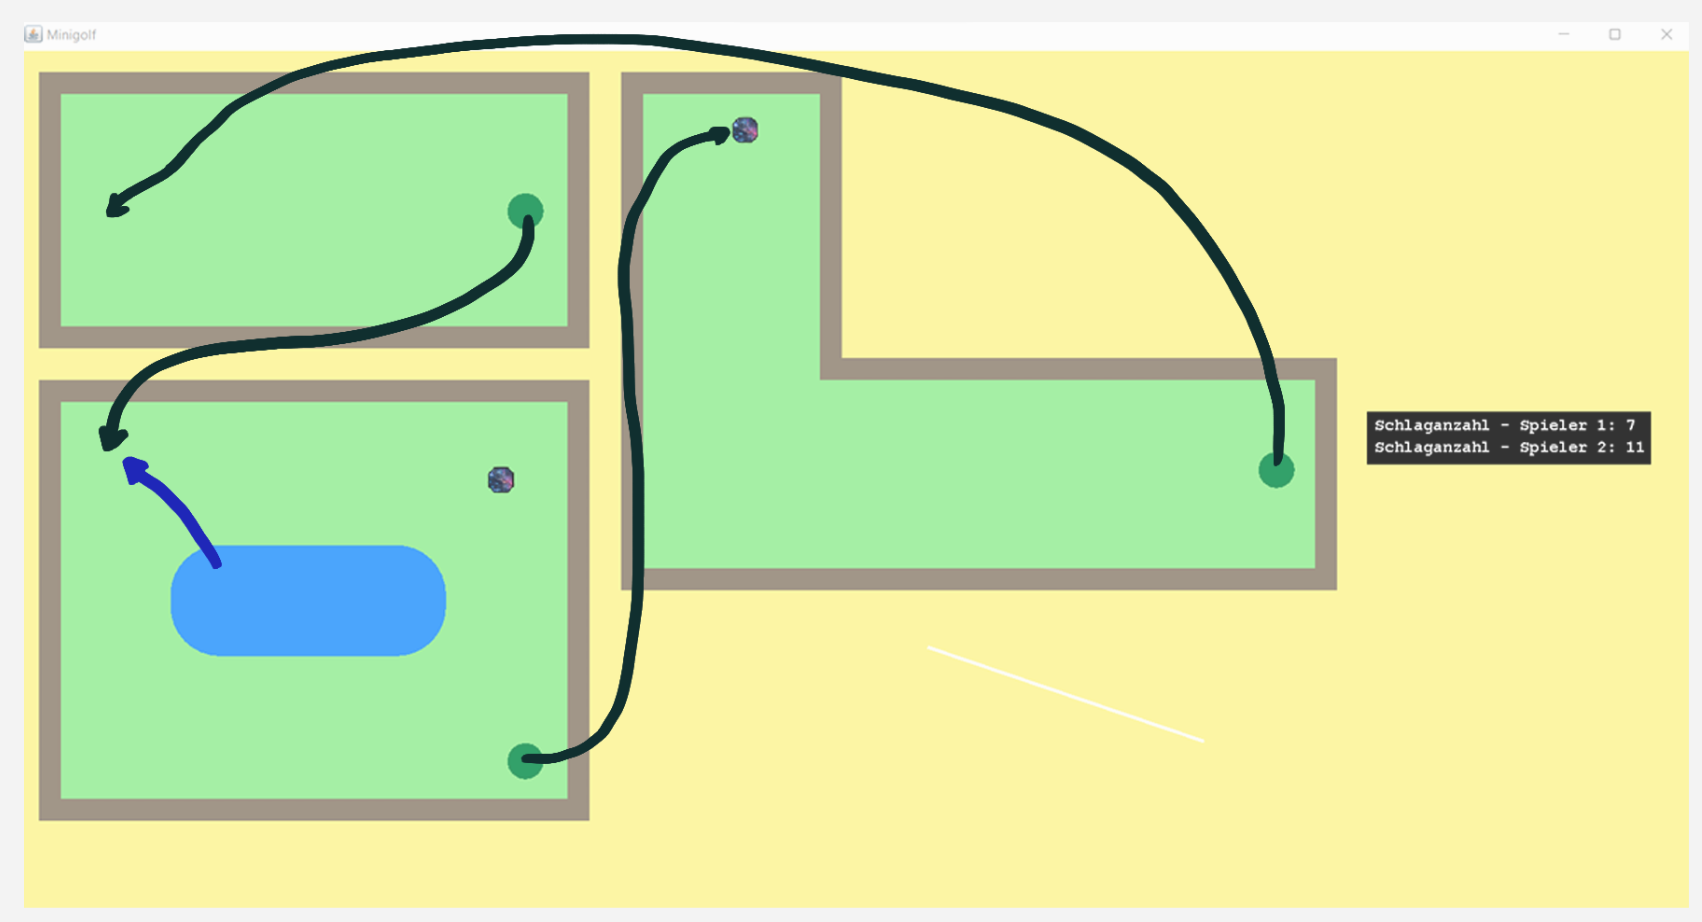 Minigolf
Schlaganzahl - Spieler 1: 7
Schlaganzahl - Spieler 2: 11